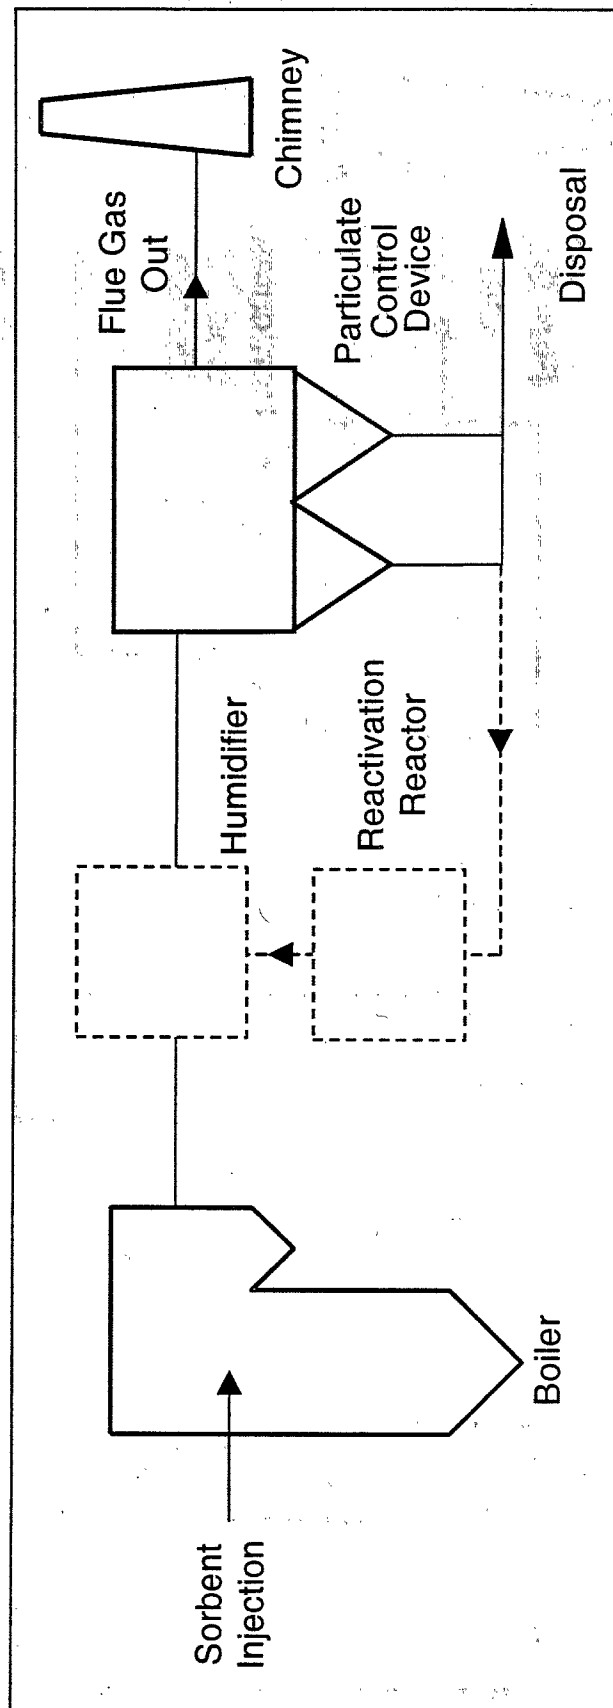 Sorbent
Injection
Boiler
Humidifier
Reactivation
Reactor
Flue Gas
Out
Particulate
Control
Device
Chimney
Disposal